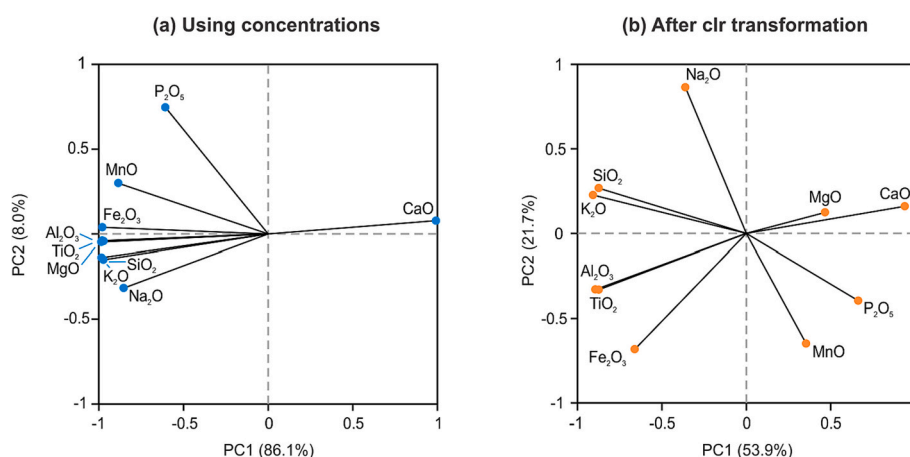 (a) Using concentrations
(b) After clr transformation
1
0.5
0
-0.5
-1
PC2 (8.0%)
P₂O₅
MnO
Fe₂O₃
Al₂O₃
TiO₂
MgO
K₂O
SiO₂
Na₂O
CaO
-1
-0.5
0
0.5
1
PC1 (86.1%)
1
0.5
0
-0.5
-1
PC2 (21.7%)
Na₂O
SiO₂
K₂O
MgO
CaO
Al₂O₃
TiO₂
P₂O₅
Fe₂O₃
MnO
-1
-0.5
0
0.5
1
PC1 (53.9%)